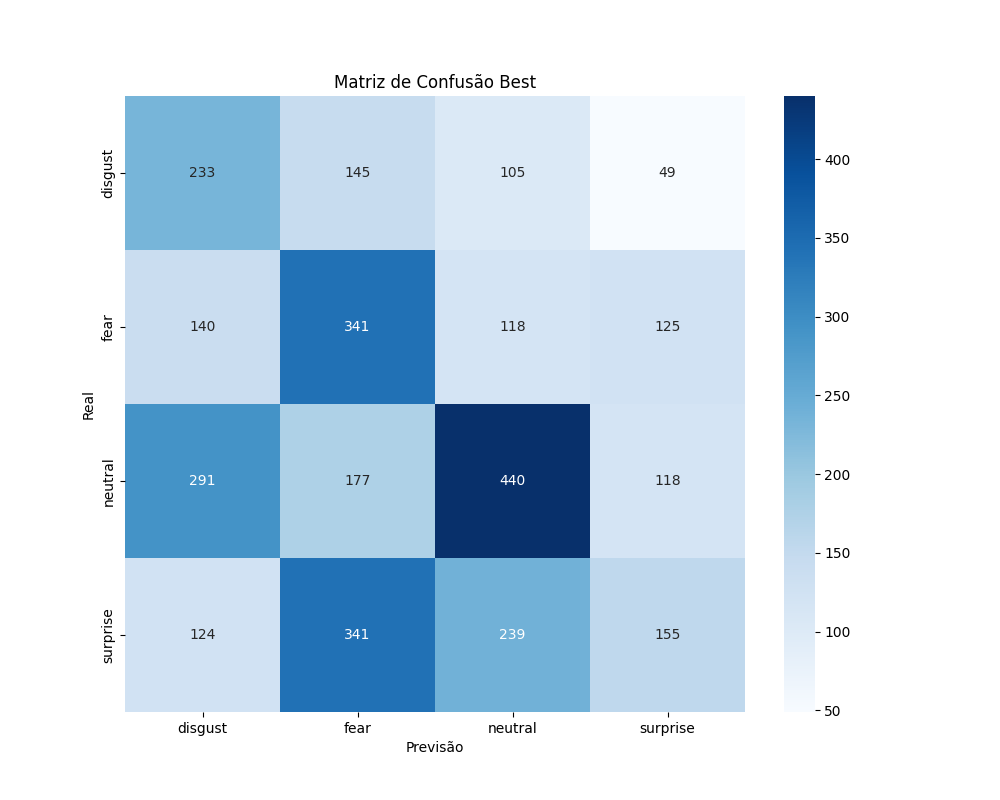 Matriz de Confusão Best
Real
disgust
233 145 105 49
fear
140 341 118 125
neutral
291 177 440 118
surprise
124 341 239 155
disgust fear neutral surprise
Previsão
400
350
300
250
200
150
100
50